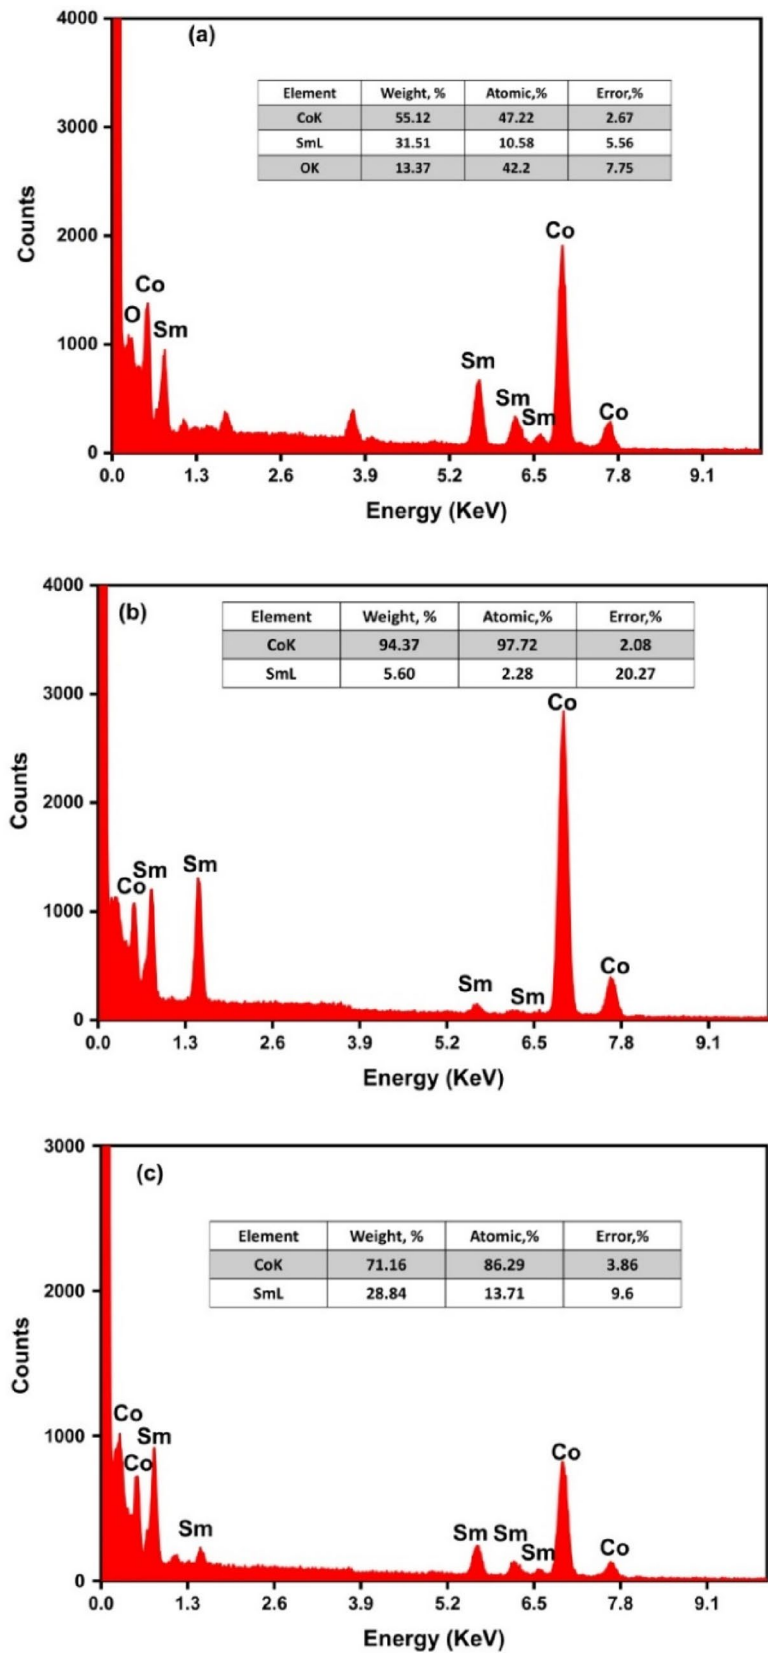 (a)
4000
3000
2000
1000
0
Counts
Element Weight, % Atomic,% Error,%
CoK 55.12 47.22 2.67
SmL 31.51 10.58 5.56
OK 13.37 42.2 7.75
O
Co
Sm
Sm
Sm
Sm
Co
Co
0.0 1.3 2.6 3.9 5.2 6.5 7.8 9.1
Energy (KeV)
(b)
4000
3000
2000
1000
0
Counts
Element Weight, % Atomic,% Error,%
CoK 94.37 97.72 2.08
SmL 5.60 2.28 20.27
Co
Sm
Sm
Sm
Sm
Co
Co
0.0 1.3 2.6 3.9 5.2 6.5 7.8 9.1
Energy (KeV)
(c)
3000
2000
1000
0
Counts
Element Weight, % Atomic,% Error,%
CoK 71.16 86.29 3.86
SmL 28.84 13.71 9.6
Co
Co
Sm
Sm
Sm
Sm
Sm
Co
Co
0.0 1.3 2.6 3.9 5.2 6.5 7.8 9.1
Energy (KeV)